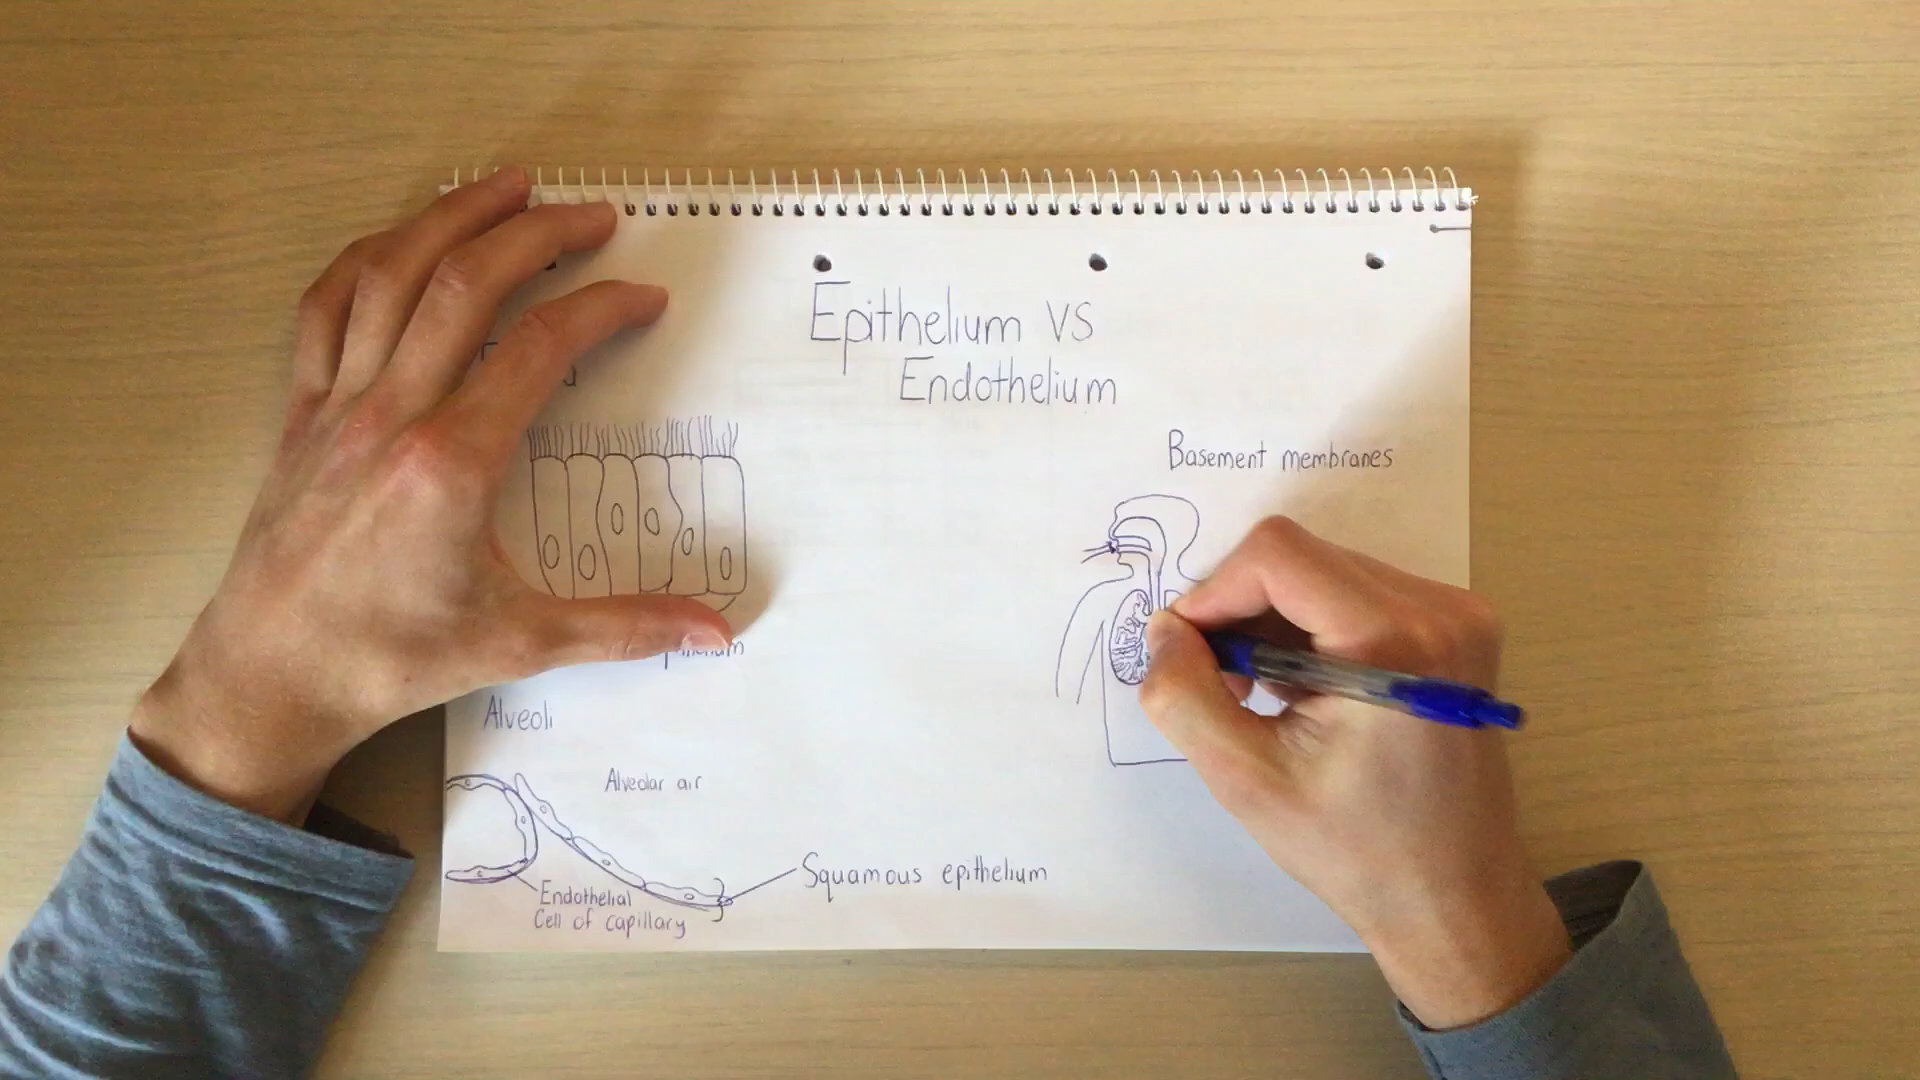 Epithelium VS
Endothelium
Basement membranes
Alveoli
Alveolar air
Squamous epithelium
Endothelial
Cell of capillary